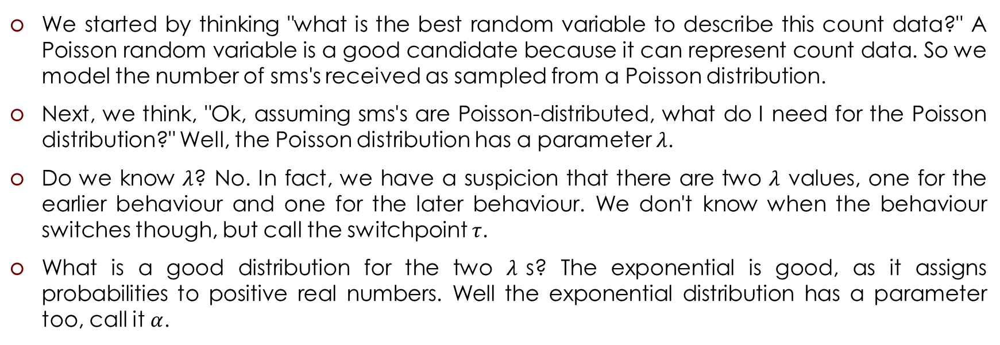 o We started by thinking "what is the best random variable to describe this count data?" A
Poisson random variable is a good candidate because it can represent count data. So we
model the number of sms's received as sampled from a Poisson distribution.
o Next, we think, "Ok, assuming sms's are Poisson-distributed, what do I need for the Poisson
distribution?" Well, the Poisson distribution has a parameter λ.
o Do we know λ? No. In fact, we have a suspicion that there are two λ values, one for the
earlier behaviour and one for the later behaviour. We don't know when the behaviour
switches though, but call the switchpoint τ.
o What is a good distribution for the two λ s? The exponential is good, as it assigns
probabilities to positive real numbers. Well the exponential distribution has a parameter
too, call it α.